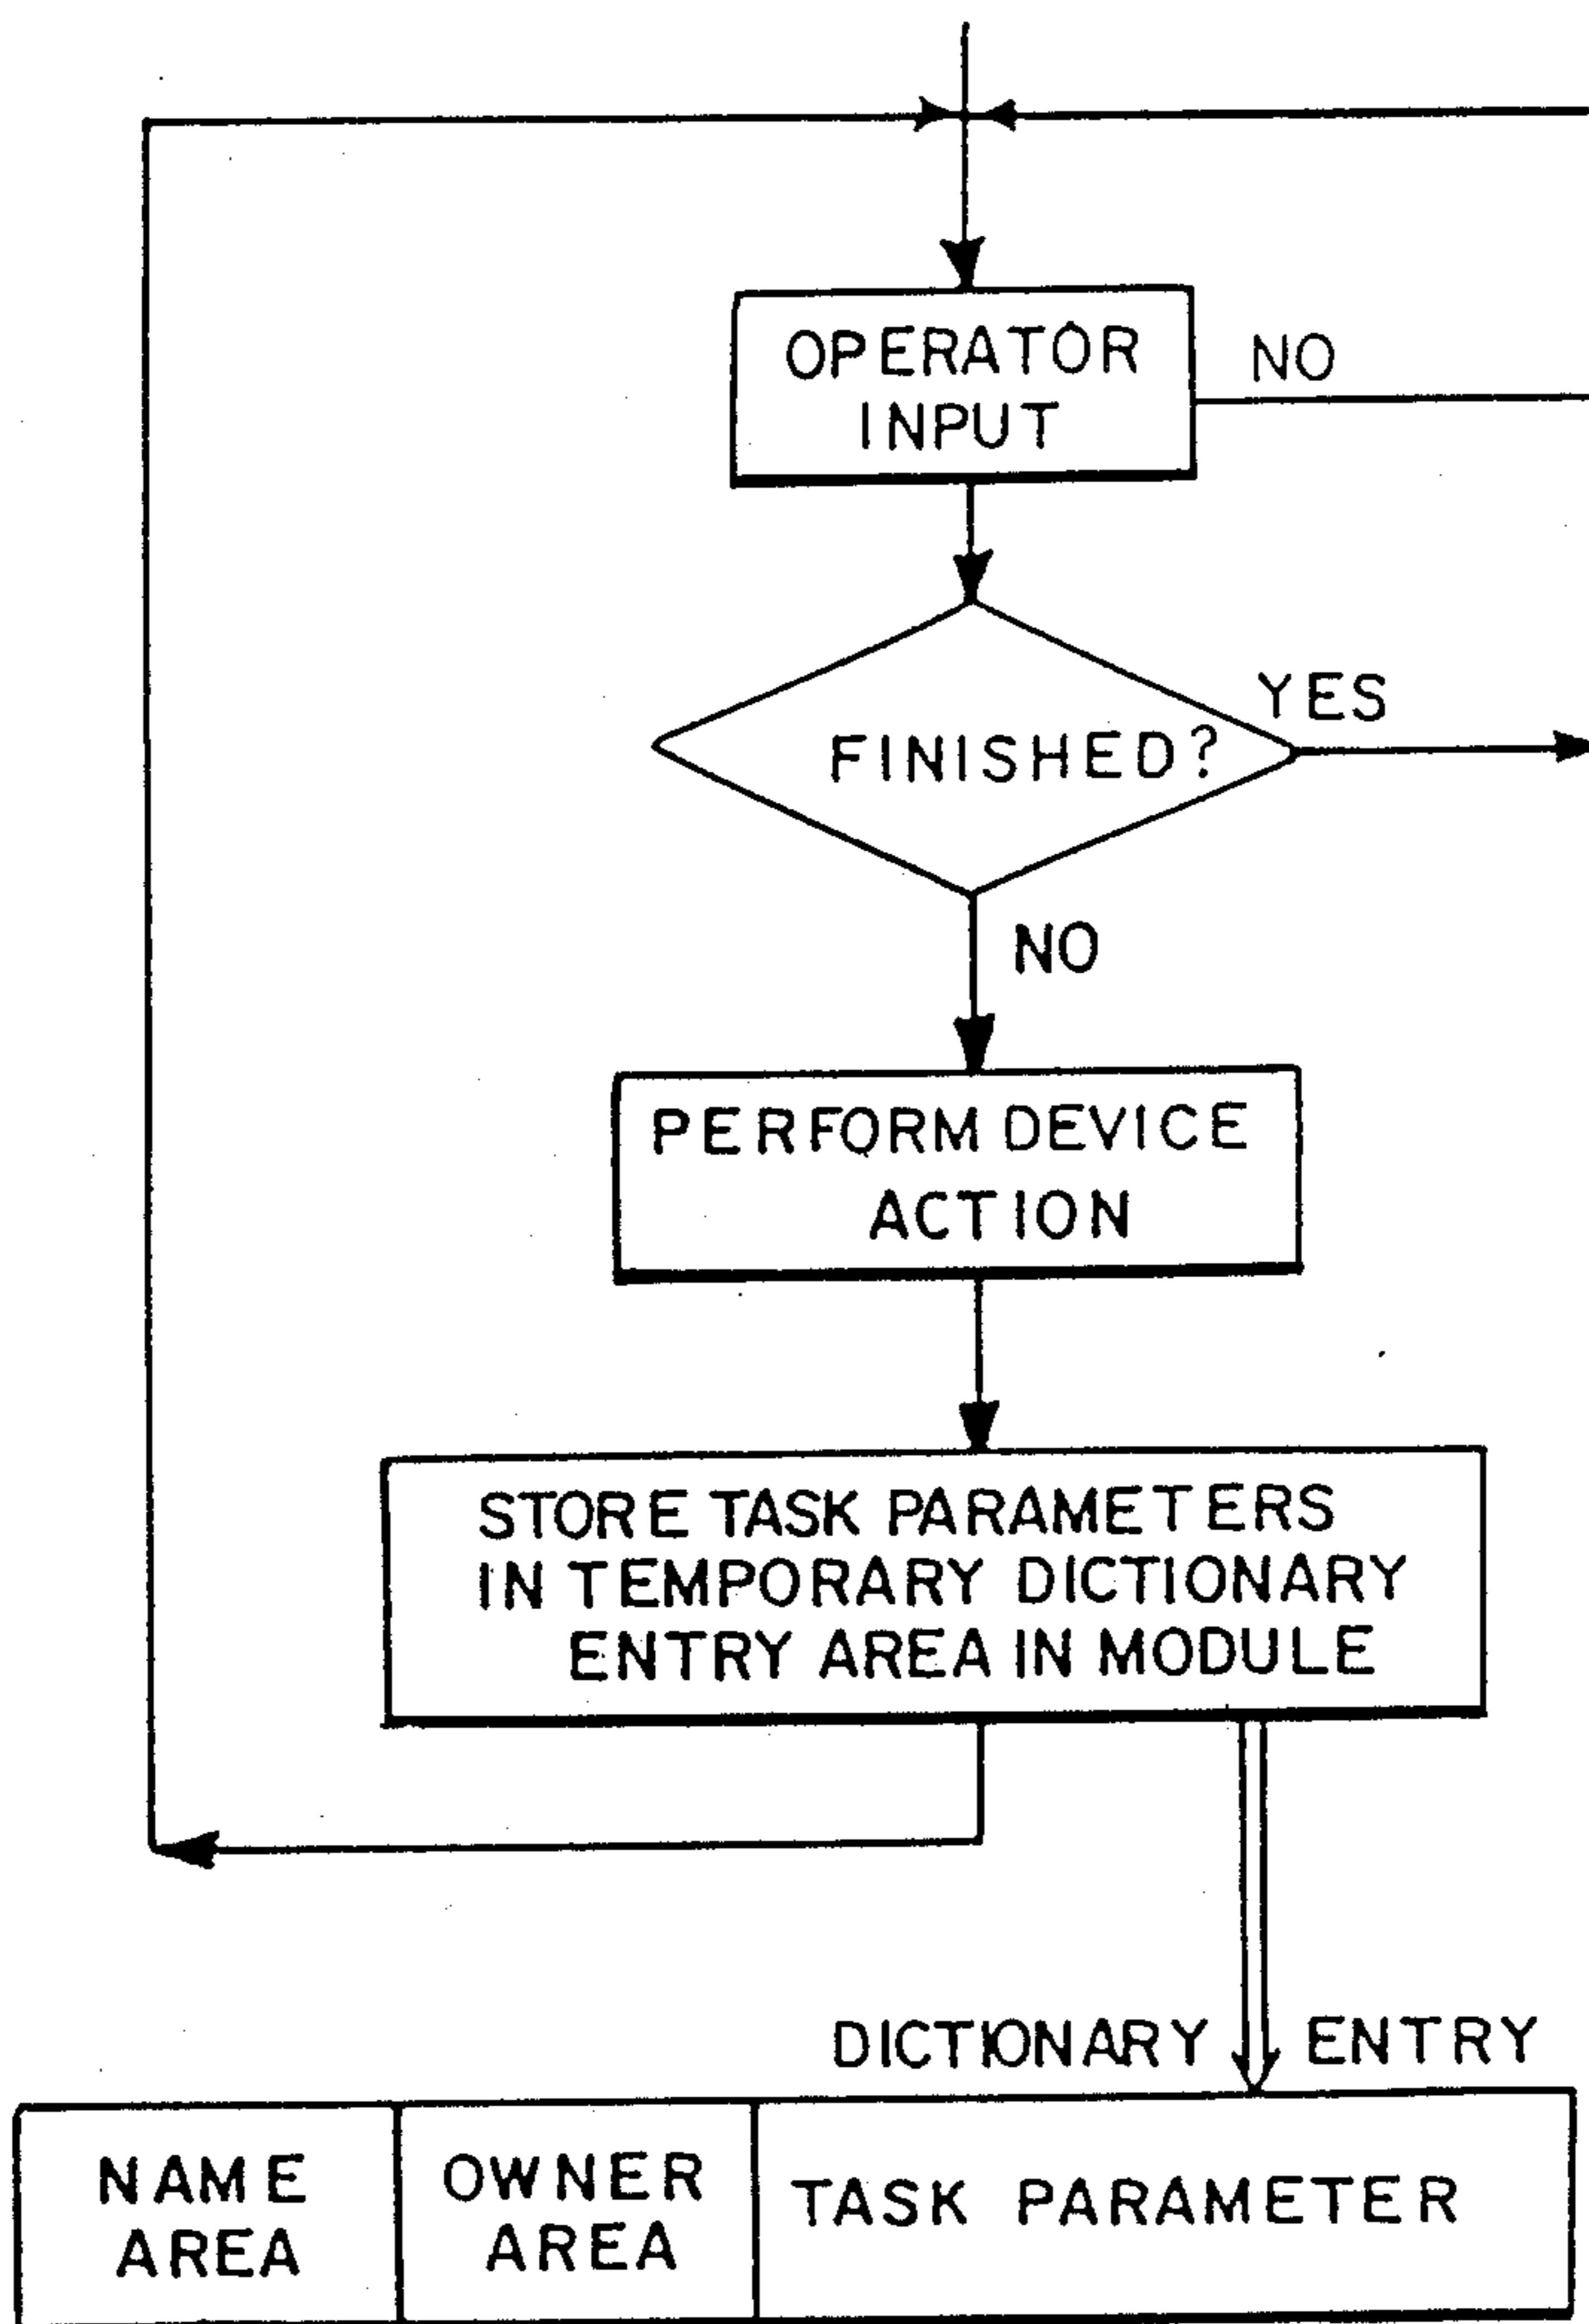 OPERATOR
INPUT
NO
FINISHED?
YES
NO
PERFORM DEVICE
ACTION
STORE TASK PARAMETERS
IN TEMPORARY DICTIONARY
ENTRY AREA IN MODULE
DICTIONARY ENTRY
NAME
AREA
OWNER
AREA
TASK PARAMETER